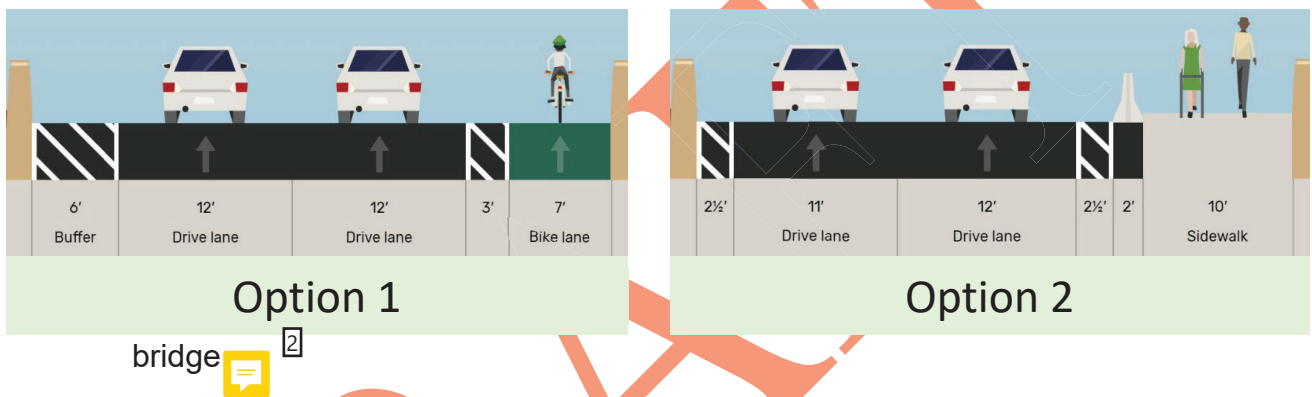 6' 12' 12' 3' 7'
Buffer Drive lane Drive lane Bike lane
Option 1
2½' 11' 12' 2½' 2' 10'
Drive lane Drive lane Sidewalk
Option 2
bridge 2